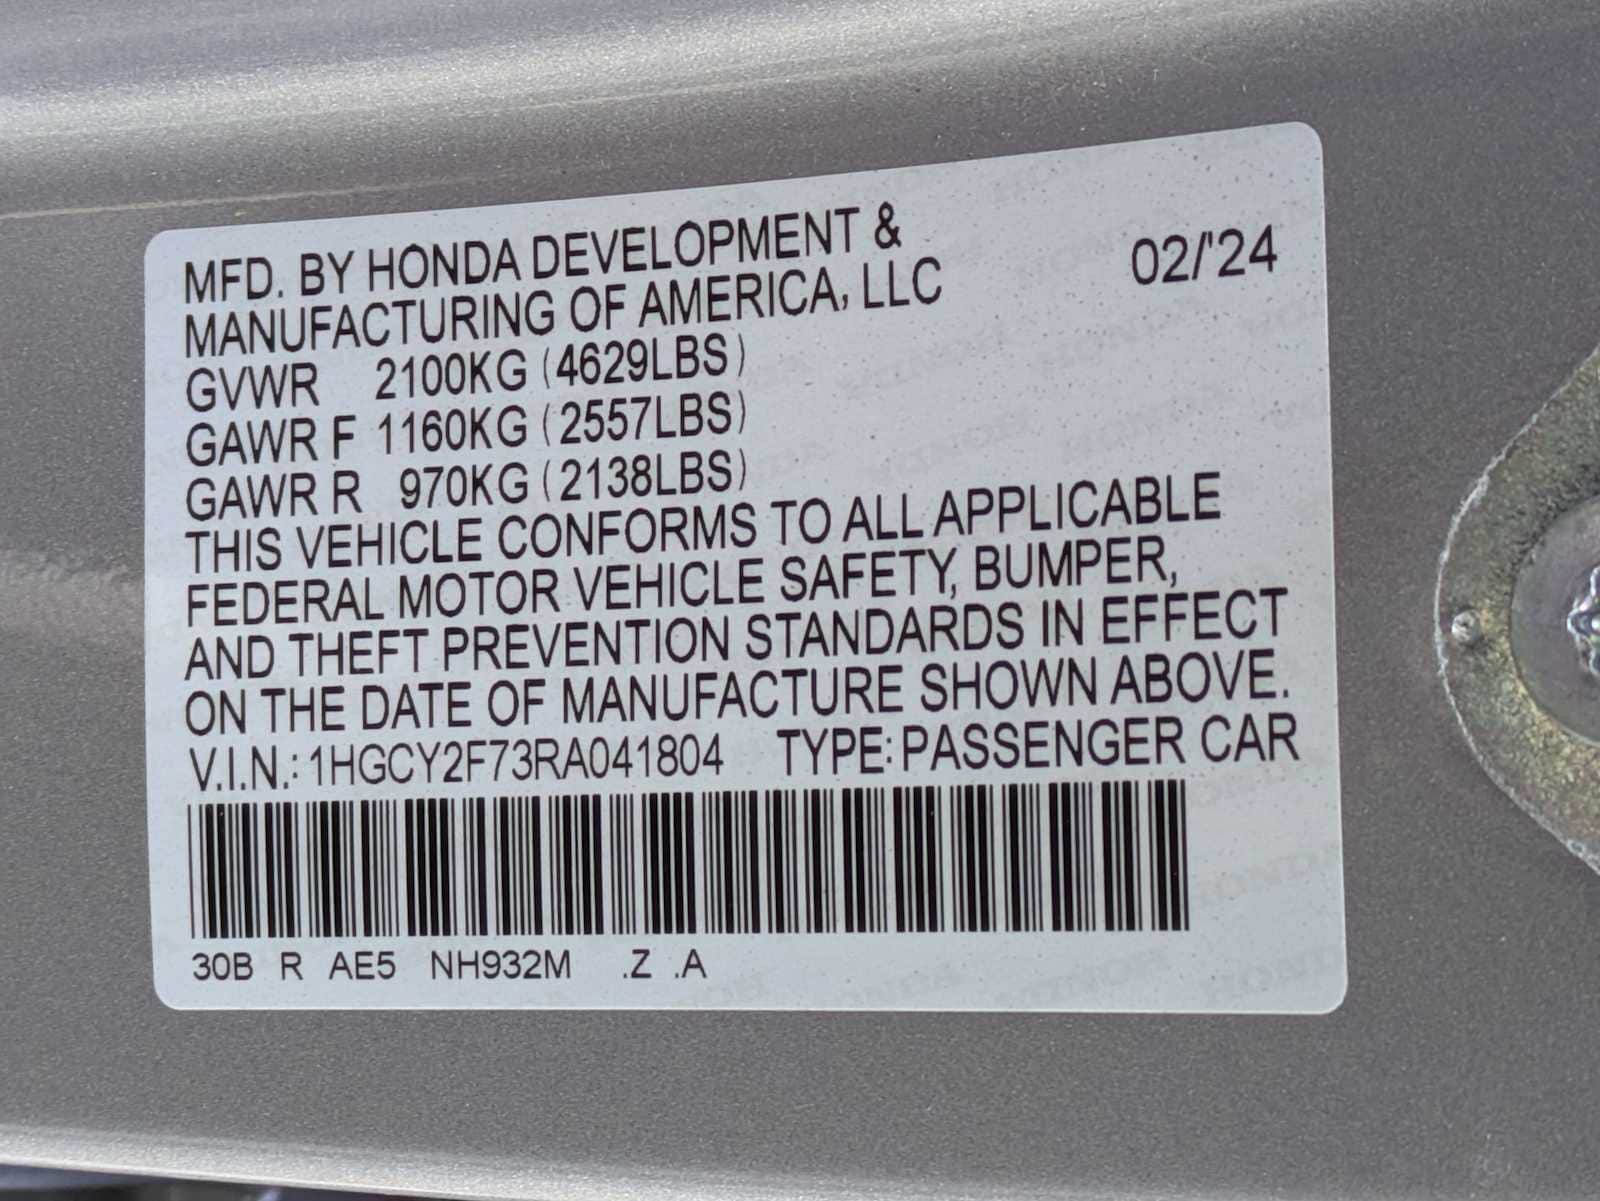 MFD. BY HONDA DEVELOPMENT &
MANUFACTURING OF AMERICA, LLC 02/'24
GVWR 2100KG (4629LBS)
GAWR F 1160KG (2557LBS)
GAWR R 970KG (2138LBS)
THIS VEHICLE CONFORMS TO ALL APPLICABLE
FEDERAL MOTOR VEHICLE SAFETY, BUMPER,
AND THEFT PREVENTION STANDARDS IN EFFECT
ON THE DATE OF MANUFACTURE SHOWN ABOVE.
V.I.N.: 1HGCY2F73RA041804 TYPE: PASSENGER CAR
30B R AE5 NH932M .Z .A